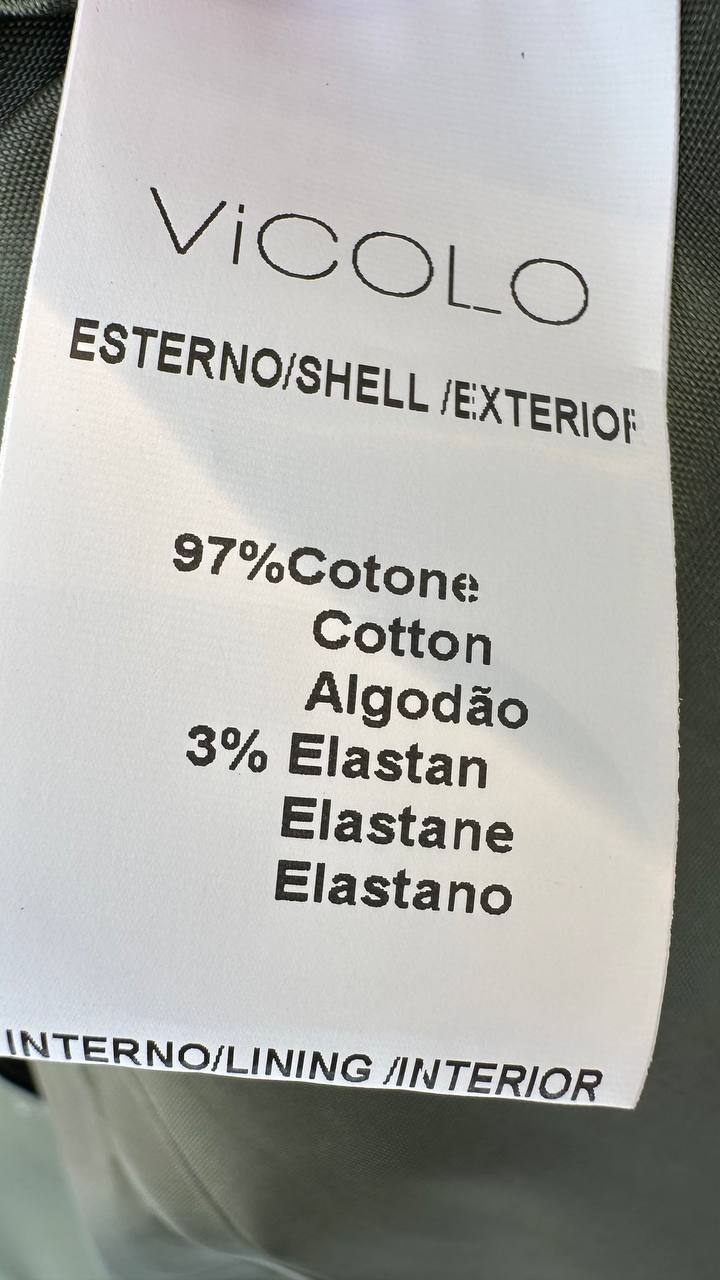 ViCOLO
ESTERNO/SHELL /EXTERIOR
97%Cotone
Cotton
Algodão
3% Elastan
Elastane
Elastano
INTERNO/LINING /INTERIOR